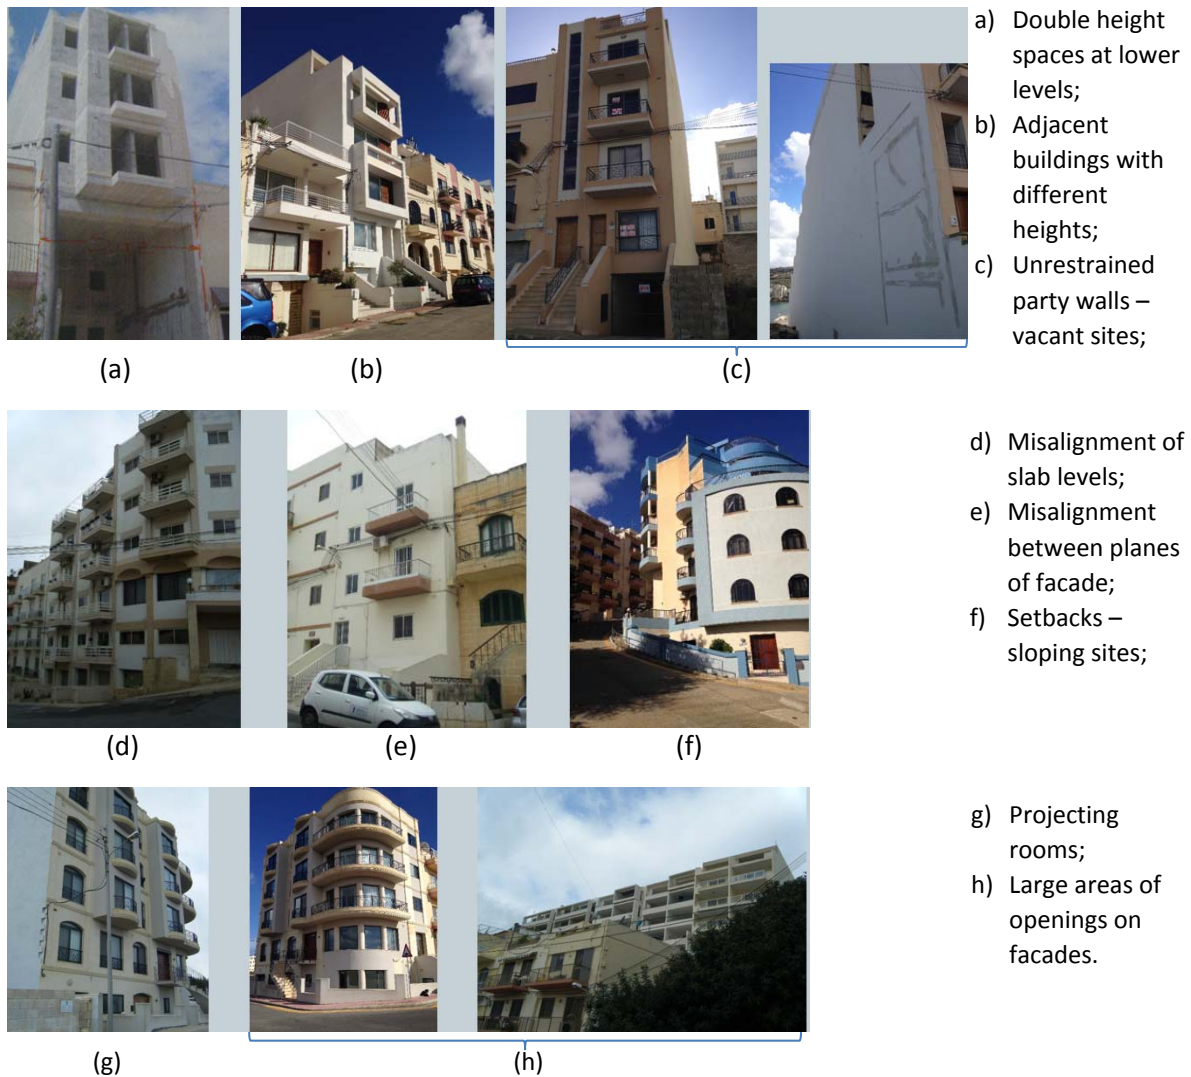 a) Double height
spaces at lower
levels;
b) Adjacent
buildings with
different
heights;
c) Unrestrained
party walls –
vacant sites;
(a)
(b)
(c)
d) Misalignment of
slab levels;
e) Misalignment
between planes
of facade;
f) Setbacks –
sloping sites;
(d)
(e)
(f)
g) Projecting
rooms;
h) Large areas of
openings on
facades.
(g)
(h)